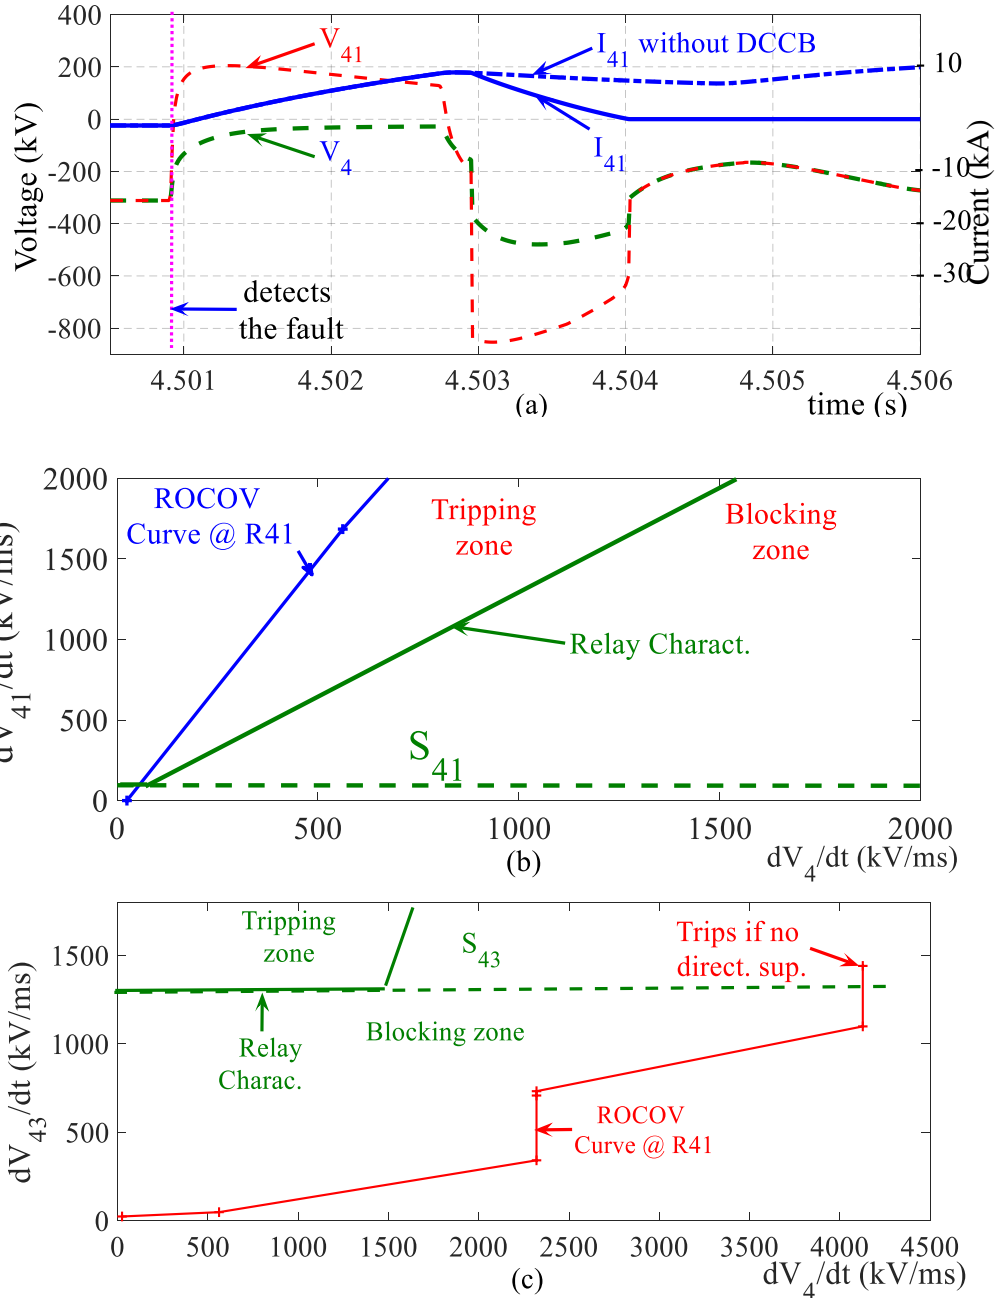 400
200
0
-200
-400
-600
-800
Voltage (kV)
10
-10
-20
-30
Current (kA)
V41
I41 without DCCB
V4
I41
detects
the fault
4.501
4.502
4.503
4.504
4.505
4.506
(a)
time (s)
2000
1500
1000
500
0
dV41/dt (kV/ms)
ROCOV
Curve @ R41
Tripping
zone
Blocking
zone
Relay Charact.
S41
0
500
1000
1500
2000
(b)
dV4/dt (kV/ms)
1500
1000
500
0
dV43/dt (kV/ms)
Tripping
zone
S43
Trips if no
direct. sup.
Blocking zone
Relay
Charac.
ROCOV
Curve @ R41
0
500
1000
1500
2000
2500
3000
3500
4000
4500
(c)
dV4/dt (kV/ms)